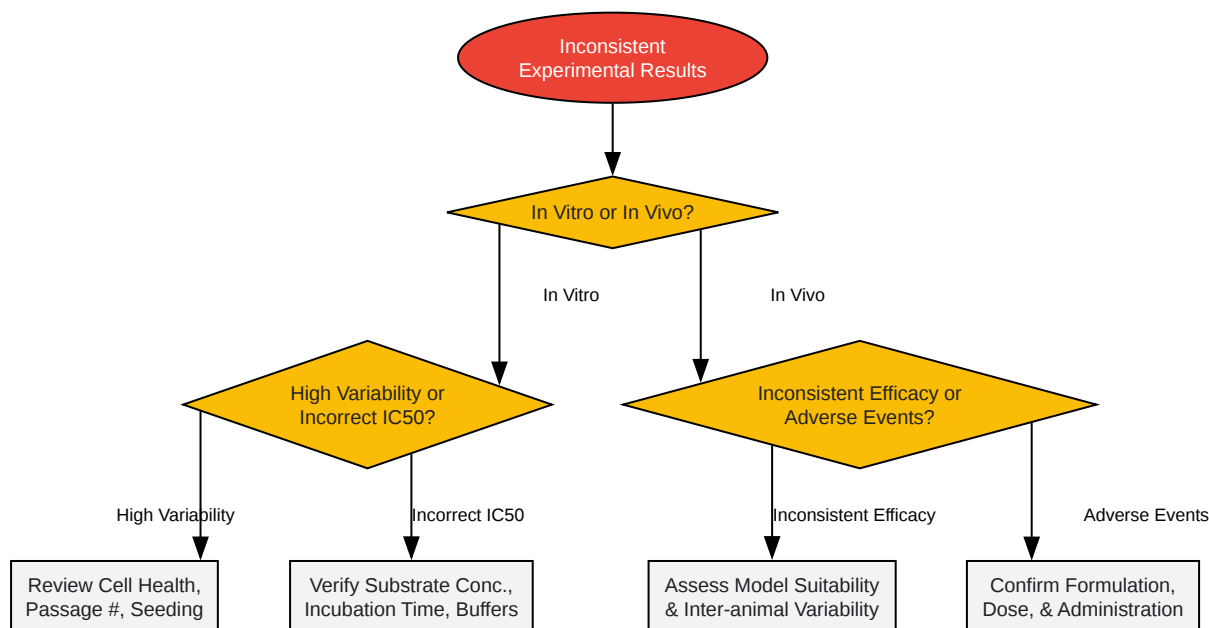 Inconsistent
Experimental Results
In Vitro or In Vivo?
In Vitro
In Vivo
High Variability or
Incorrect IC50?
Inconsistent Efficacy or
Adverse Events?
High Variability
Incorrect IC50
Inconsistent Efficacy
Adverse Events
Review Cell Health,
Passage #, Seeding
Verify Substrate Conc.,
Incubation Time, Buffers
Assess Model Suitability
& Inter-animal Variability
Confirm Formulation,
Dose, & Administration